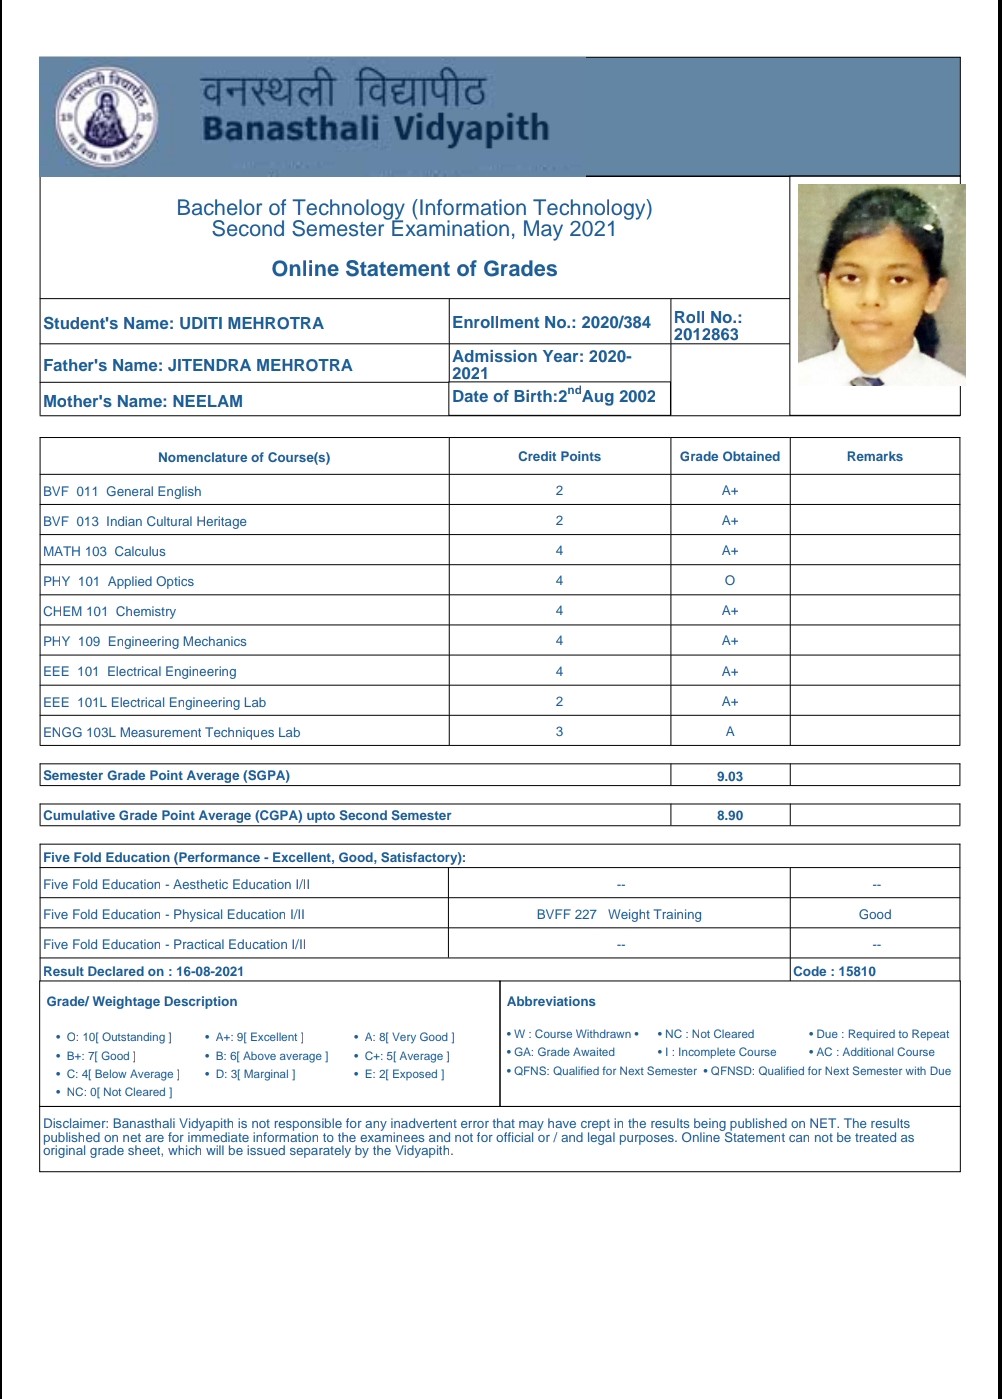 वनस्थली विद्यापीठ
Banasthali Vidyapith
19 35
Bachelor of Technology (Information Technology)
Second Semester Examination, May 2021
Online Statement of Grades
Student's Name: UDITI MEHROTRA
Enrollment No.: 2020/384
Roll No.:
2012863
Father's Name: JITENDRA MEHROTRA
Admission Year: 2020-
2021
Mother's Name: NEELAM
Date of Birth:2nd Aug 2002
Nomenclature of Course(s) Credit Points Grade Obtained Remarks
BVF 011 General English 2 A+
BVF 013 Indian Cultural Heritage 2 A+
MATH 103 Calculus 4 A+
PHY 101 Applied Optics 4 O
CHEM 101 Chemistry 4 A+
PHY 109 Engineering Mechanics 4 A+
EEE 101 Electrical Engineering 4 A+
EEE 101L Electrical Engineering Lab 2 A+
ENGG 103L Measurement Techniques Lab 3 A
Semester Grade Point Average (SGPA) 9.03
Cumulative Grade Point Average (CGPA) upto Second Semester 8.90
Five Fold Education (Performance - Excellent, Good, Satisfactory):
Five Fold Education - Aesthetic Education I/II -- --
Five Fold Education - Physical Education I/II BVFF 227 Weight Training Good
Five Fold Education - Practical Education I/II -- --
Result Declared on : 16-08-2021 Code : 15810
Grade/ Weightage Description
• O: 10[ Outstanding ] • A+: 9[ Excellent ] • A: 8[ Very Good ]
• B+: 7[ Good ] • B: 6[ Above average ] • C+: 5[ Average ]
• C: 4[ Below Average ] • D: 3[ Marginal ] • E: 2[ Exposed ]
• NC: 0[ Not Cleared ]
Abbreviations
• W : Course Withdrawn • • NC : Not Cleared • Due : Required to Repeat
• GA: Grade Awaited • I : Incomplete Course • AC : Additional Course
• QFNS: Qualified for Next Semester • QFNSD: Qualified for Next Semester with Due
Disclaimer: Banasthali Vidyapith is not responsible for any inadvertent error that may have crept in the results being published on NET. The results
published on net are for immediate information to the examinees and not for official or / and legal purposes. Online Statement can not be treated as
original grade sheet, which will be issued separately by the Vidyapith.